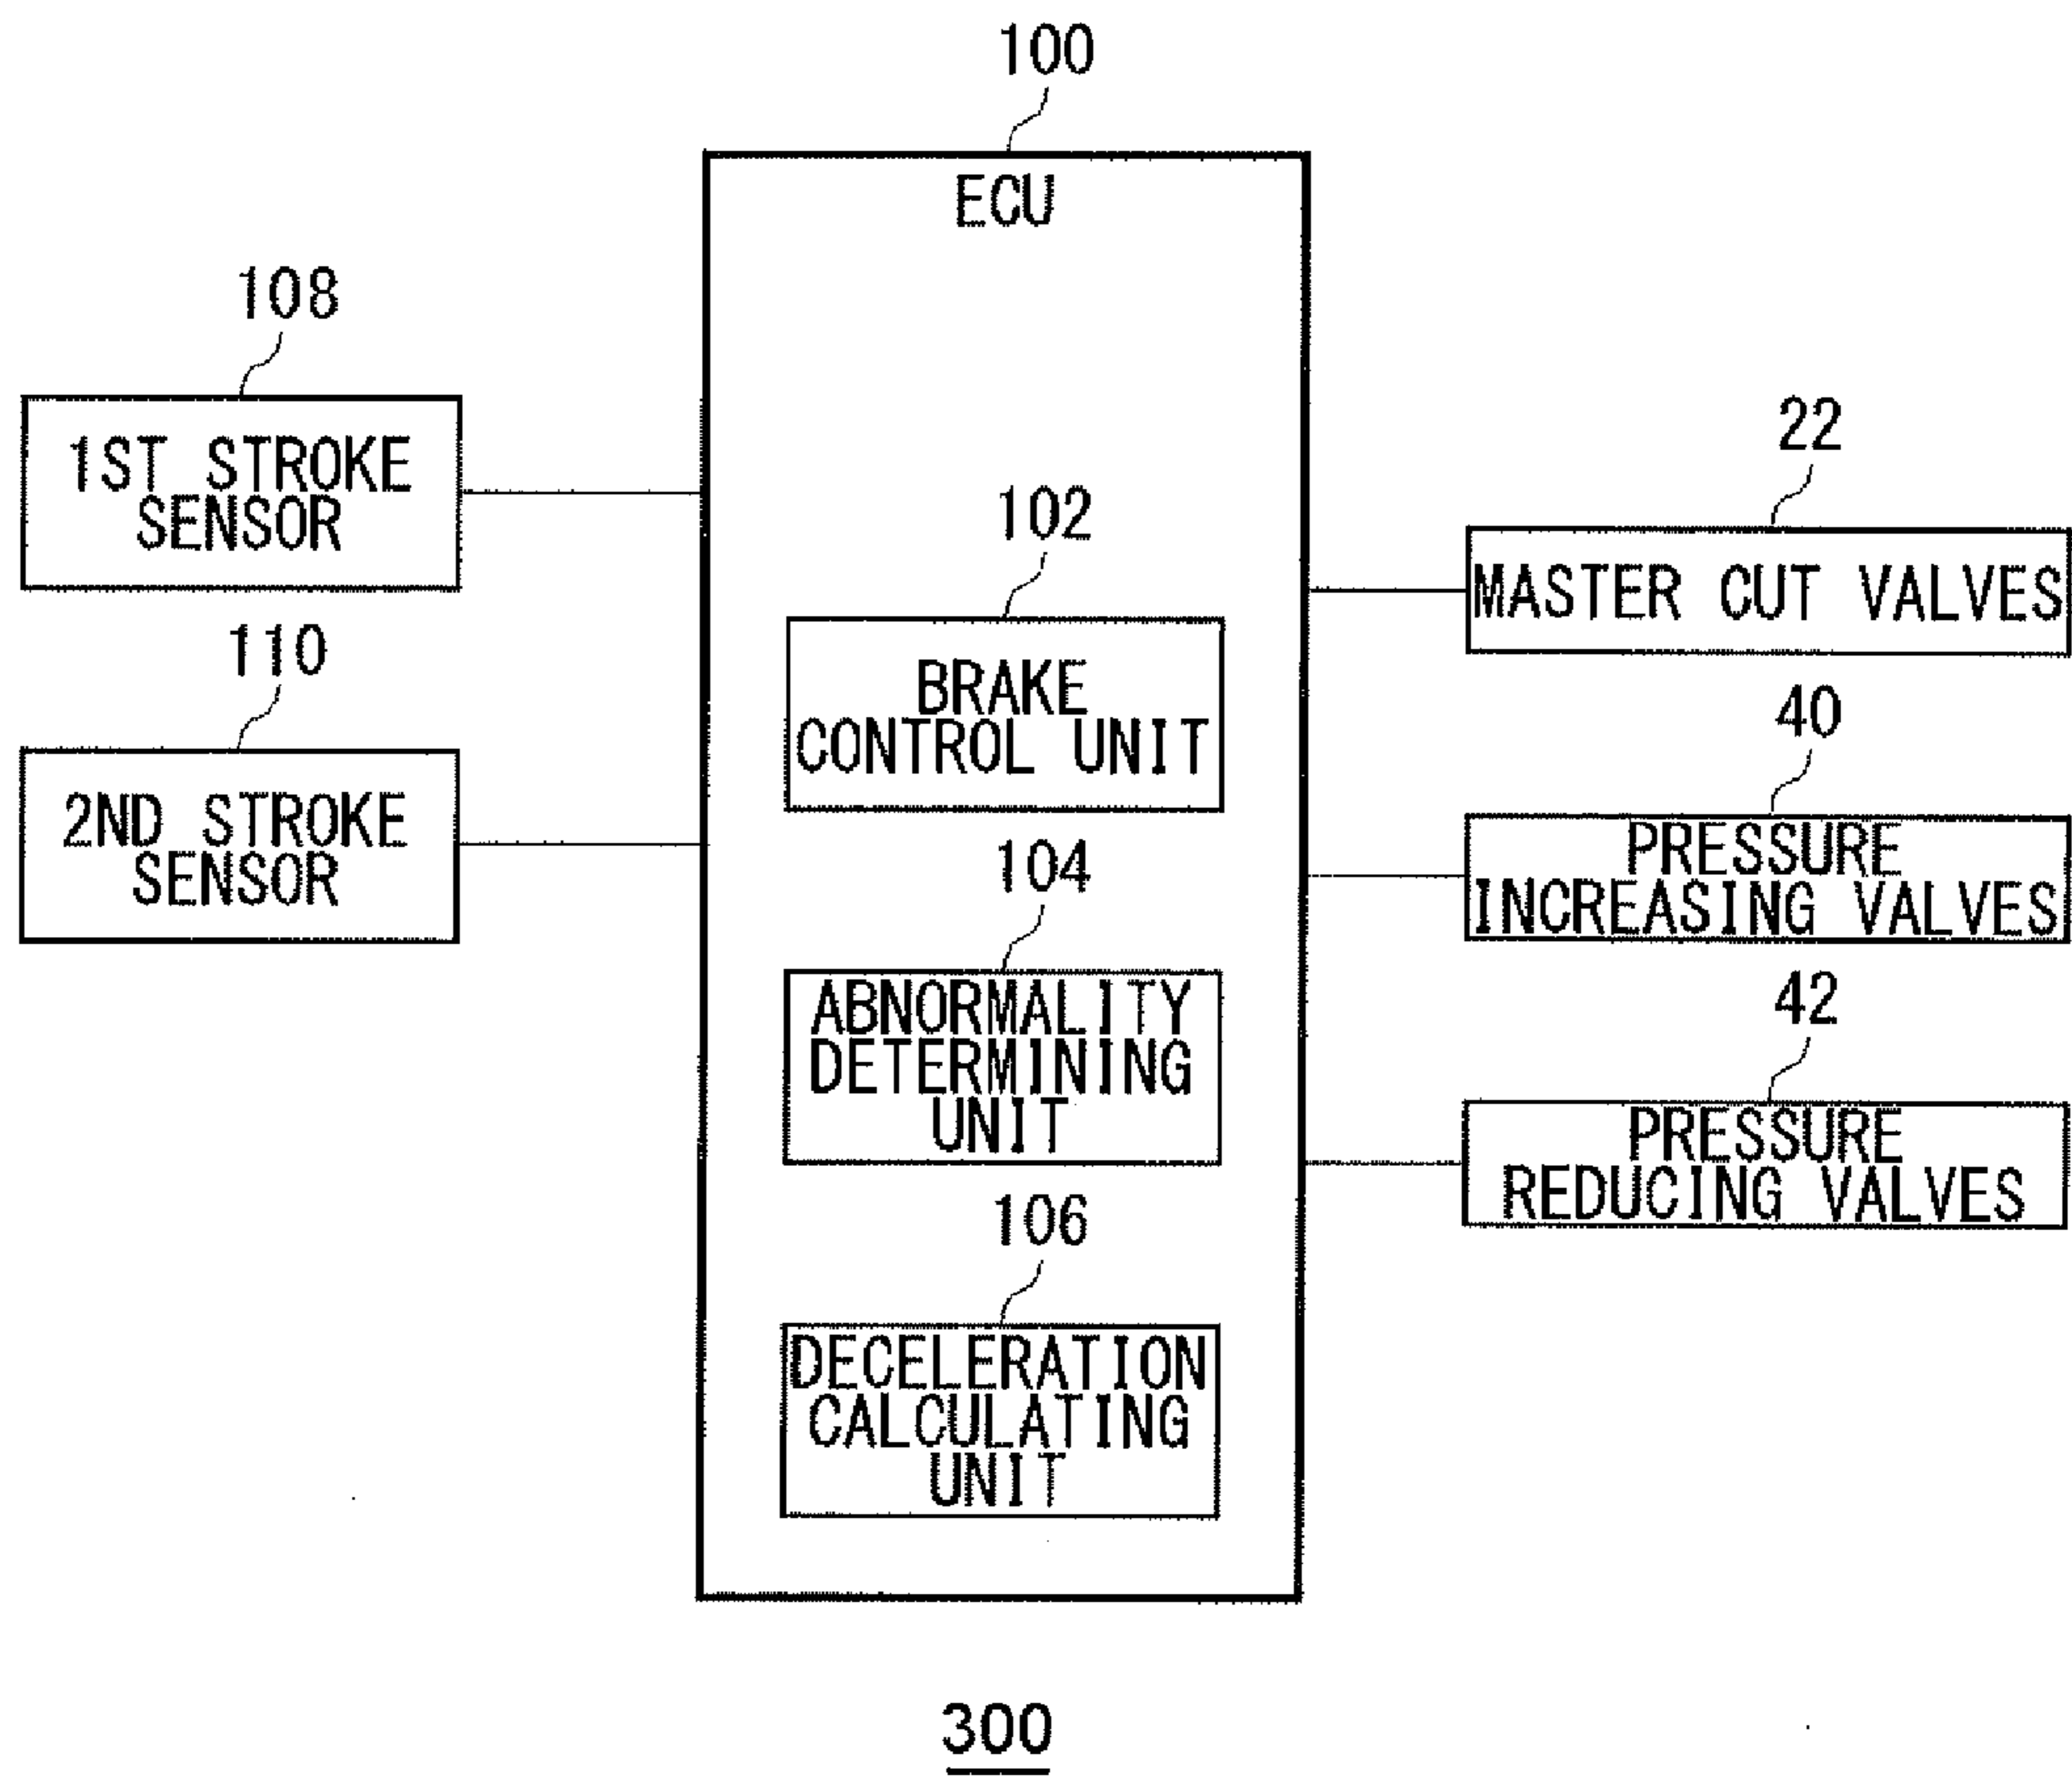 100
ECU
108
1ST STROKE
SENSOR
110
2ND STROKE
SENSOR
102
BRAKE
CONTROL UNIT
104
ABNORMALITY
DETERMINING
UNIT
106
DECELERATION
CALCULATING
UNIT
22
MASTER CUT VALVES
40
PRESSURE
INCREASING VALVES
42
PRESSURE
REDUCING VALVES
300